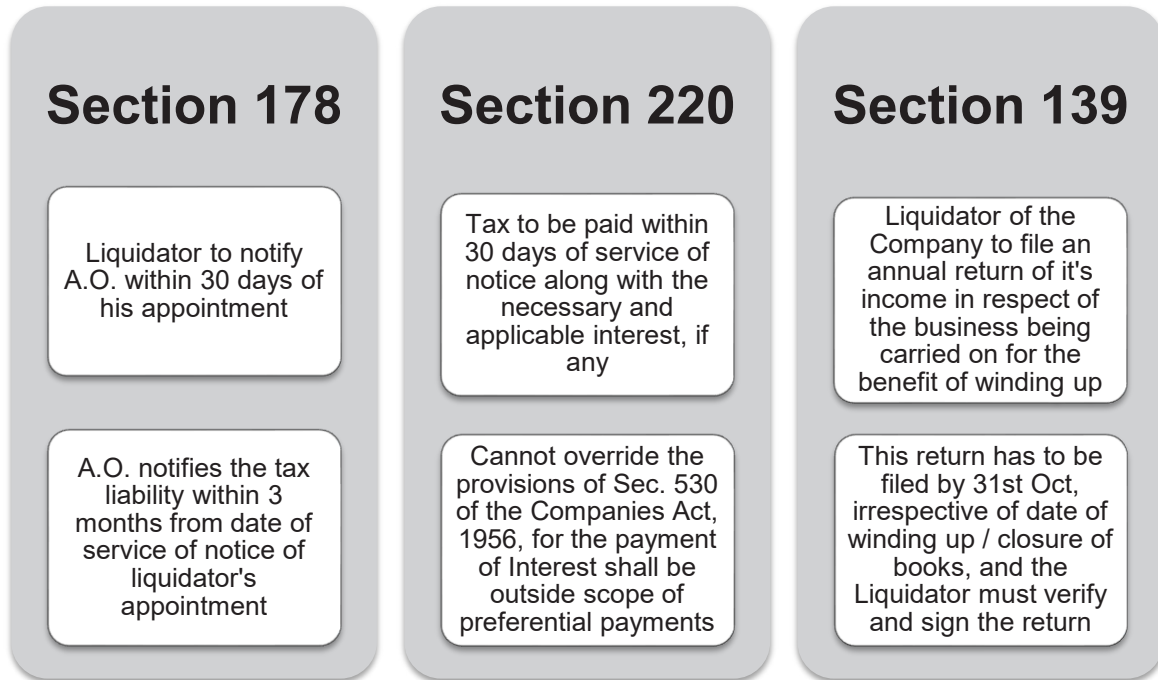 Section 178
Liquidator to notify
A.O. within 30 days of
his appointment
A.O. notifies the tax
liability within 3
months from date of
service of notice of
liquidator's
appointment
Section 220
Tax to be paid within
30 days of service of
notice along with the
necessary and
applicable interest, if
any
Cannot override the
provisions of Sec. 530
of the Companies Act,
1956, for the payment
of Interest shall be
outside scope of
preferential payments
Section 139
Liquidator of the
Company to file an
annual return of it's
income in respect of
the business being
carried on for the
benefit of winding up
This return has to be
filed by 31st Oct,
irrespective of date of
winding up / closure of
books, and the
Liquidator must verify
and sign the return